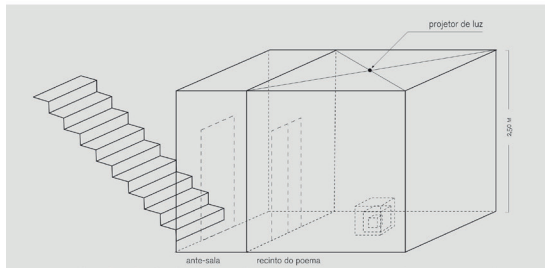 projetor de luz
2,50 M
ante-sala
recinto do poema